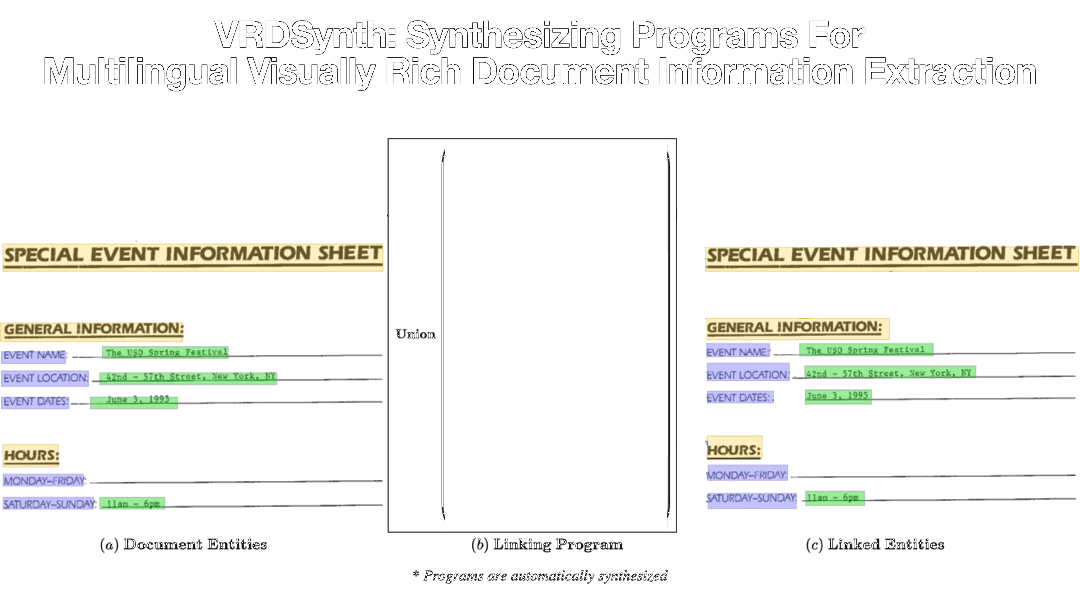 VRDSynth: Synthesizing Programs For
Multilingual Visually Rich Document Information Extraction
SPECIAL EVENT INFORMATION SHEET
GENERAL INFORMATION:
EVENT NAME: The USO Spring Festival
EVENT LOCATION: 42nd - 57th Street, New York, NY
EVENT DATES: June 3, 1995
HOURS:
MONDAY-FRIDAY:
SATURDAY-SUNDAY: 11am - 6pm
(a) Document Entities
Union
(b) Linking Program
SPECIAL EVENT INFORMATION SHEET
GENERAL INFORMATION:
EVENT NAME: The USO Spring Festival
EVENT LOCATION: 42nd - 57th Street, New York, NY
EVENT DATES: June 3, 1995
HOURS:
MONDAY-FRIDAY:
SATURDAY-SUNDAY: 11am - 6pm
(c) Linked Entities
* Programs are automatically synthesized